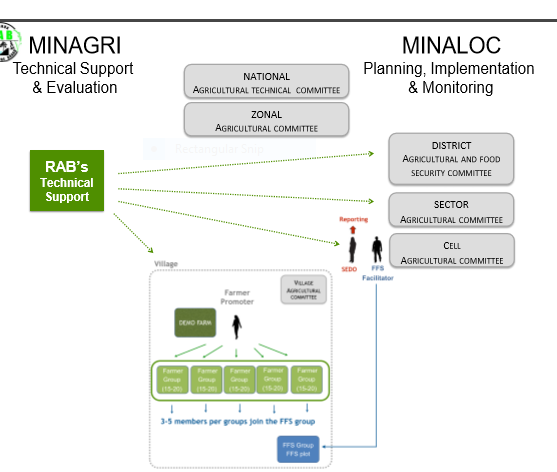 MINAGRI
Technical Support
& Evaluation
MINALOC
Planning, Implementation
& Monitoring
NATIONAL
AGRICULTURAL TECHNICAL COMMITTEE
ZONAL
AGRICULTURAL COMMITTEE
Rectangular Snip
RAB's
Technical
Support
DISTRICT
AGRICULTURAL AND FOOD
SECURITY COMMITTEE
SECTOR
AGRICULTURAL COMMITTEE
CELL
AGRICULTURAL COMMITTEE
Reporting
SEDO
FFS
Facilitator
Village
VILLAGE
AGRICULTURAL
COMMITTEE
Farmer
Promoter
DEMO FARM
Farmer
Group
(15-20)
Farmer
Group
(15-20)
Farmer
Group
(15-20)
Farmer
Group
(15-20)
Farmer
Group
(15-20)
3-5 members per groups join the FFS group
FFS Group
FFS plot